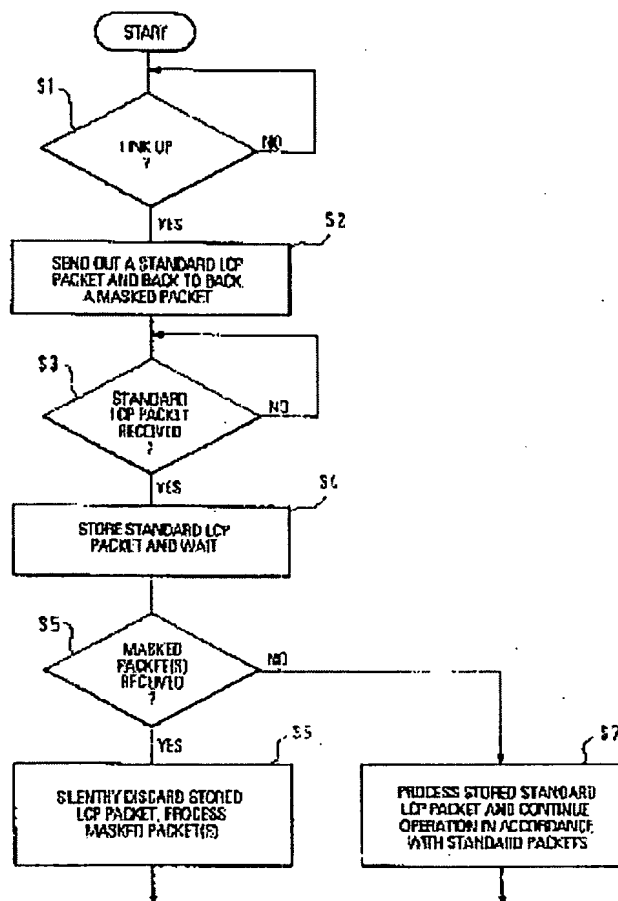 START
S1
LINK UP
?
NO
YES
S2
SEND OUT A STANDARD LCP
PACKET AND BACK TO BACK
A MASKED PACKET
S3
STANDARD
LCP PACKET
RECEIVED
?
NO
YES
S4
STORE STANDARD LCP
PACKET AND WAIT
S5
MASKED
PACKET(S)
RECEIVED
?
NO
YES
S7
PROCESS STORED STANDARD
LCP PACKET AND CONTINUE
OPERATION IN ACCORDANCE
WITH STANDARD PACKETS
SILENTRY DISCARD STORED
LCP PACKET, PROCESS
MASKED PACKET(S)